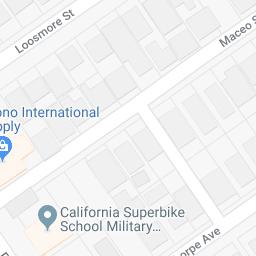 Loosmore St
Maceo S
ono International
pply
California Superbike
School Military...
orpe Ave